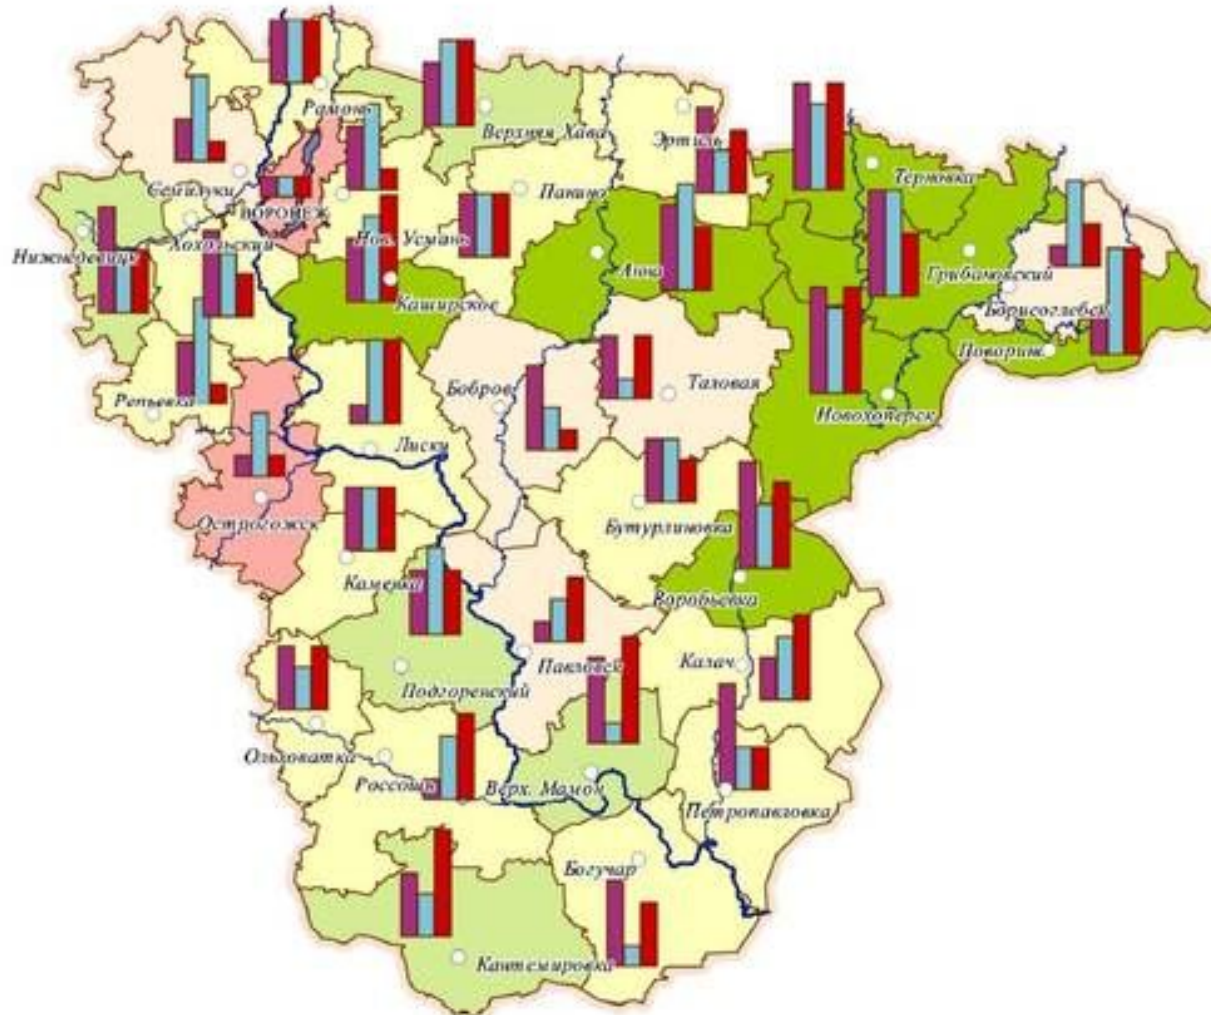 Рамонь
Верхняя Хава
Эртиль
Терновка
Семилуки
Панино
ВОРОНЕЖ
Нов. Усмань
Хохольский
Нижнедевицк
Анна
Грибановский
Каширское
Борисоглебск
Поворино
Бобров
Таловая
Новохоперск
Репьевка
Лиски
Острогожск
Бутурлиновка
Каменка
Воробьевка
Павловск
Калач
Подгоренский
Ольховатка
Россошь
Верх. Мамон
Петропавловка
Богучар
Кантемировка